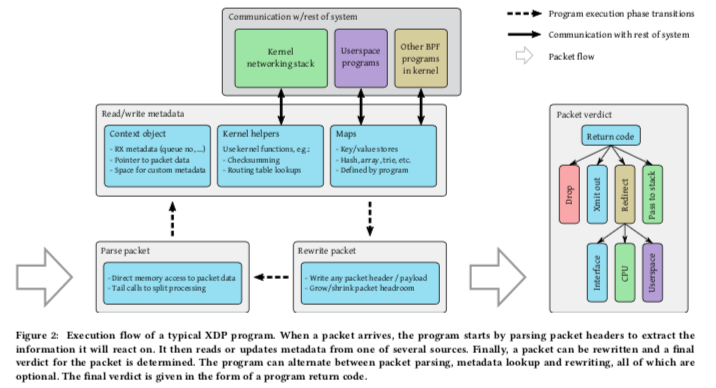 Communication w/rest of system
Kernel
networking stack
Userspace
programs
Other BPF
programs
in kernel
Program execution phase transitions
Communication with rest of system
Packet flow
Read/write metadata
Context object
- RX metadata (queue no, ...)
- Pointer to packet data
- Space for custom metadata
Kernel helpers
Use kernel functions, e.g.:
- Checksumming
- Routing table lookups
Maps
- Key/value stores
- Hash, array, trie, etc.
- Defined by program
Parse packet
- Direct memory access to packet data
- Tail calls to split processing
Rewrite packet
- Write any packet header / payload
- Grow/shrink packet headroom
Packet verdict
Return code
Drop
Xmit out
Redirect
Pass to stack
Interface
CPU
Userspace
Figure 2: Execution flow of a typical XDP program. When a packet arrives, the program starts by parsing packet headers to extract the
information it will react on. It then reads or updates metadata from one of several sources. Finally, a packet can be rewritten and a final
verdict for the packet is determined. The program can alternate between packet parsing, metadata lookup and rewriting, all of which are
optional. The final verdict is given in the form of a program return code.